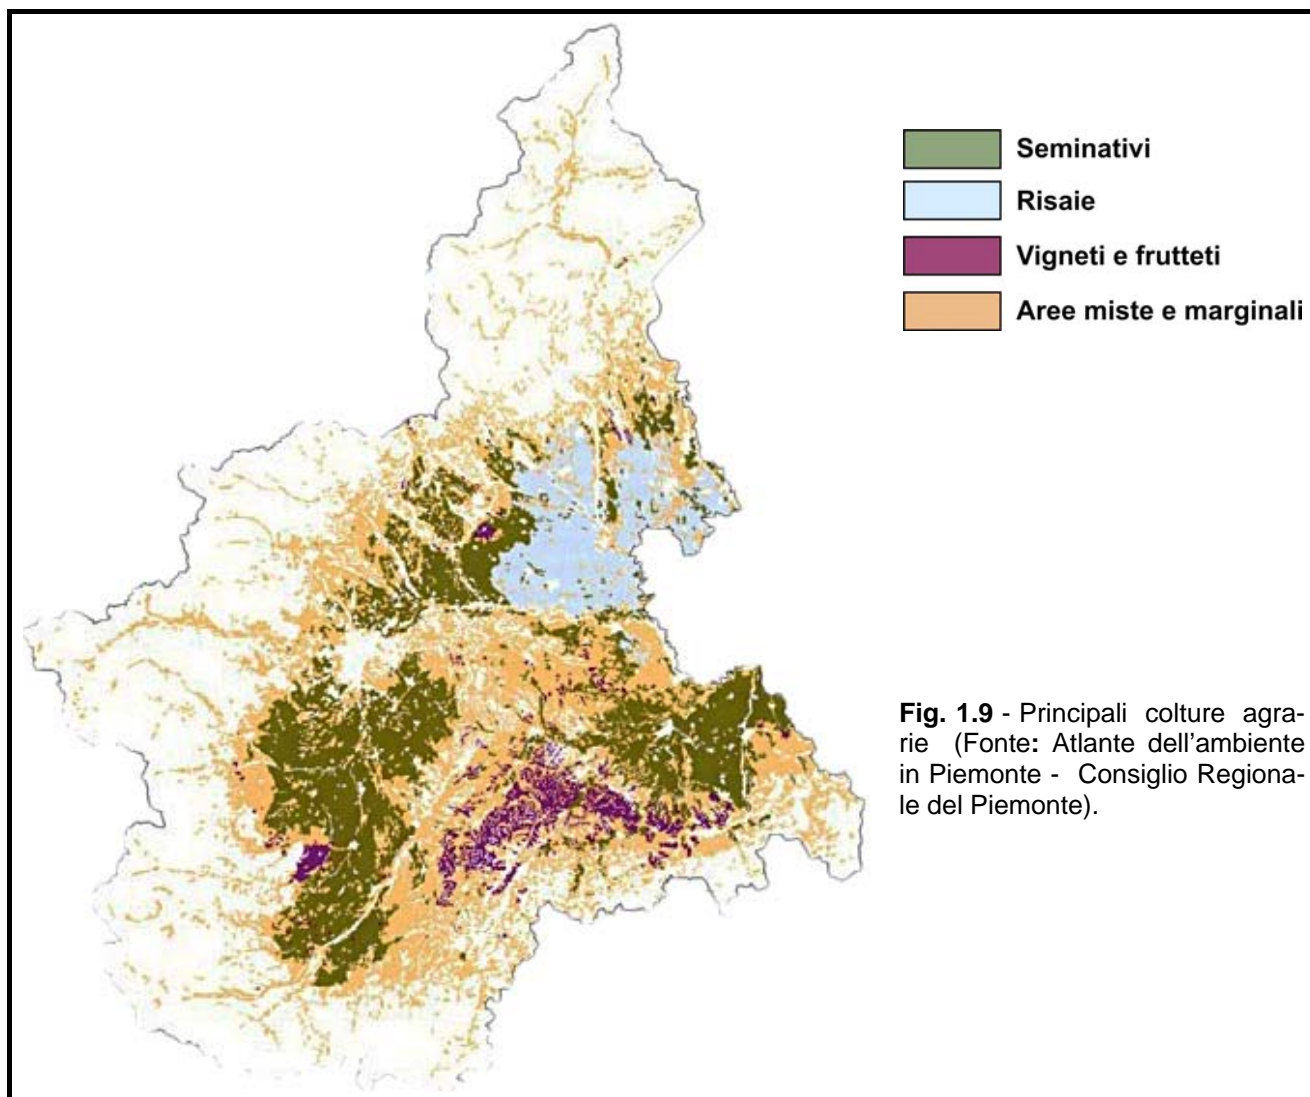 Seminativi
Risaie
Vigneti e frutteti
Aree miste e marginali
Fig. 1.9 - Principali colture agra-
rie (Fonte: Atlante dell'ambiente
in Piemonte - Consiglio Regiona-
le del Piemonte).